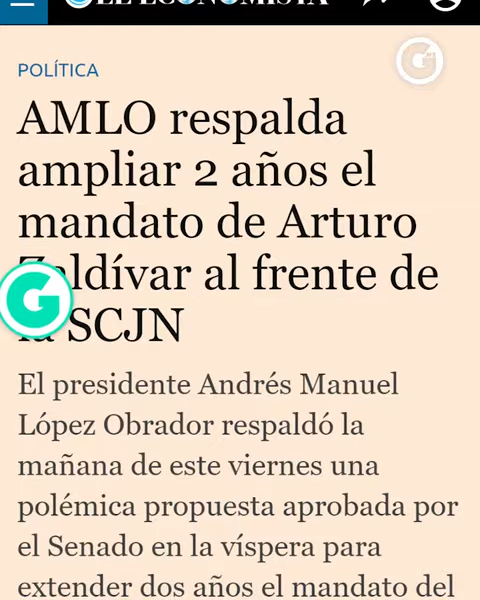 EL ECONOMISTA
POLÍTICA
AMLO respalda
ampliar 2 años el
mandato de Arturo
Zaldívar al frente de
la SCJN
El presidente Andrés Manuel
López Obrador respaldó la
mañana de este viernes una
polémica propuesta aprobada por
el Senado en la víspera para
extender dos años el mandato del